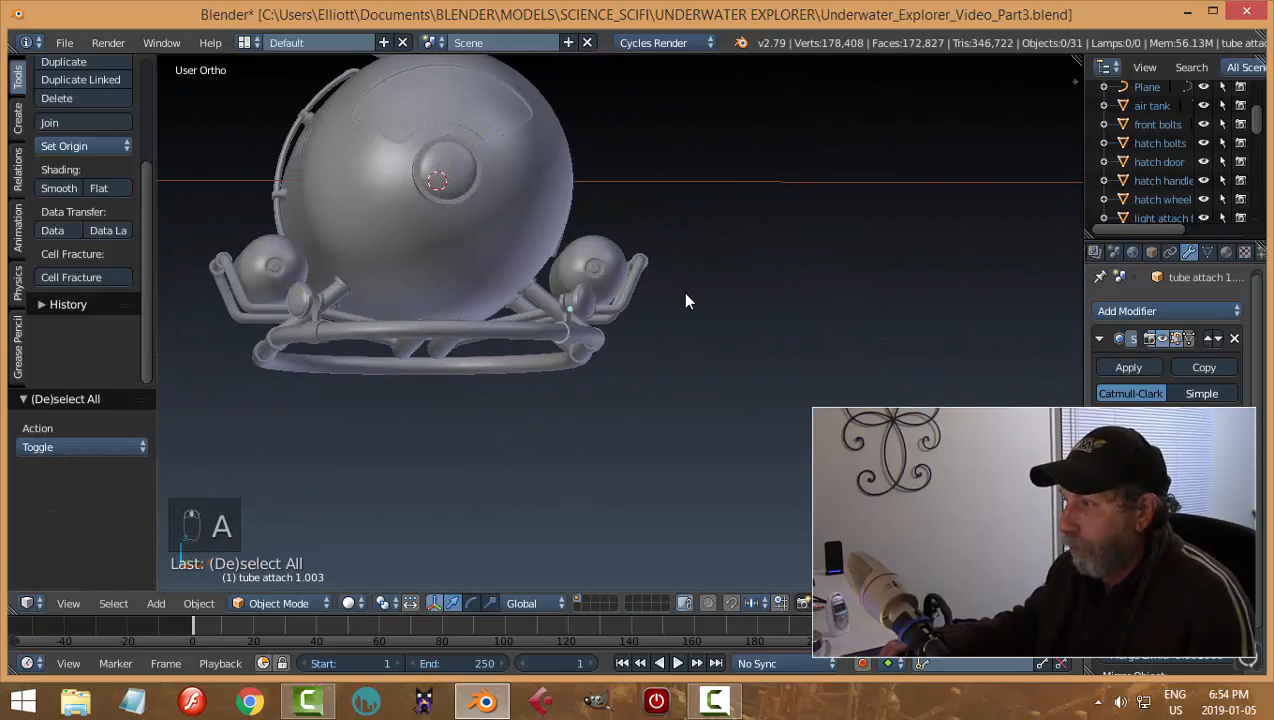 Blender* [C:\Users\Elliott\Documents\BLENDER\MODELS\SCIENCE_SCIFI\UNDERWATER EXPLORER\Underwater_Explorer_Video_Part3.blend]
File Render Window Help Default Scene Cycles Render v2.79 | Verts:178,408 | Faces:172,827 | Tris:346,722 | Objects:0/31 | Lamps:0/0 | Mem:56.13M | tube attac
Tools
Create
Relations
Animation
Physics
Grease Pencil
Duplicate
Duplicate Linked
Delete
Join
Set Origin
Shading:
Smooth Flat
Data Transfer:
Data Data La
Cell Fracture:
Cell Fracture
History
(De)select All
Action
Toggle
User Ortho
A
Last: (De)select All
(1) tube attach 1.003
View Search All Scen
Plane
air tank
front bolts
hatch bolts
hatch door
hatch handle
hatch wheel
light attach
tube attach 1.003
Add Modifier
S
Apply Copy
Catmull-Clark Simple
View Select Add Object Object Mode Global
-40 -20 0 20 40 60 80 100 120 140 160
View Marker Frame Playback Start: 1 End: 250 1 No Sync
ENG
US
6:54 PM
2019-01-05